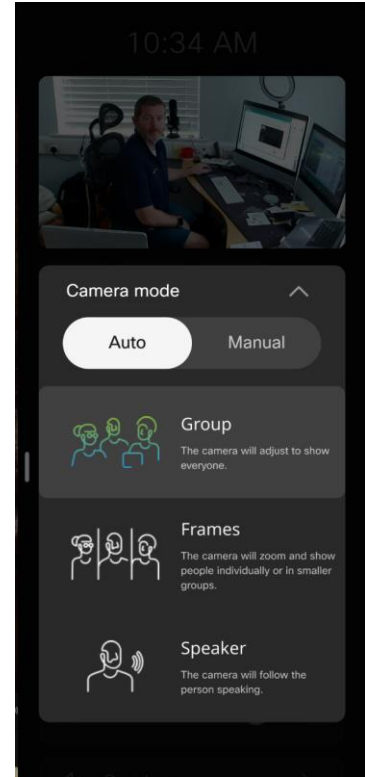 10:34 AM
Camera mode
Auto
Manual
Group
The camera will adjust to show
everyone.
Frames
The camera will zoom and show
people individually or in smaller
groups.
Speaker
The camera will follow the
person speaking.